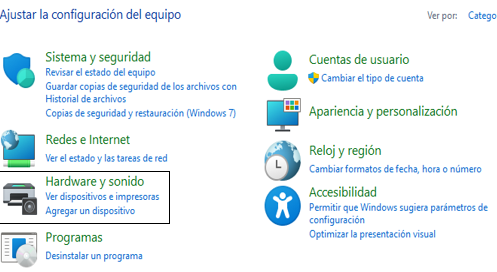 Ajustar la configuración del equipo
Ver por: Catego
Sistema y seguridad
Revisar el estado del equipo
Guardar copias de seguridad de los archivos con
Historial de archivos
Copias de seguridad y restauración (Windows 7)
Redes e Internet
Ver el estado y las tareas de red
Hardware y sonido
Ver dispositivos e impresoras
Agregar un dispositivo
Programas
Desinstalar un programa
Cuentas de usuario
Cambiar el tipo de cuenta
Apariencia y personalización
Reloj y región
Cambiar formatos de fecha, hora o número
Accesibilidad
Permitir que Windows sugiera parámetros de
configuración
Optimizar la presentación visual